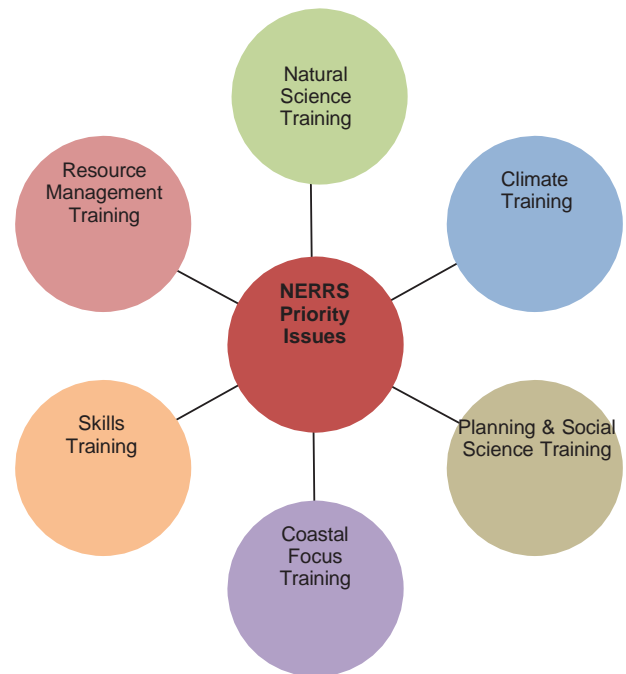 Natural
Science
Training
Resource
Management
Training
Climate
Training
NERRS
Priority
Issues
Skills
Training
Planning & Social
Science Training
Coastal
Focus
Training